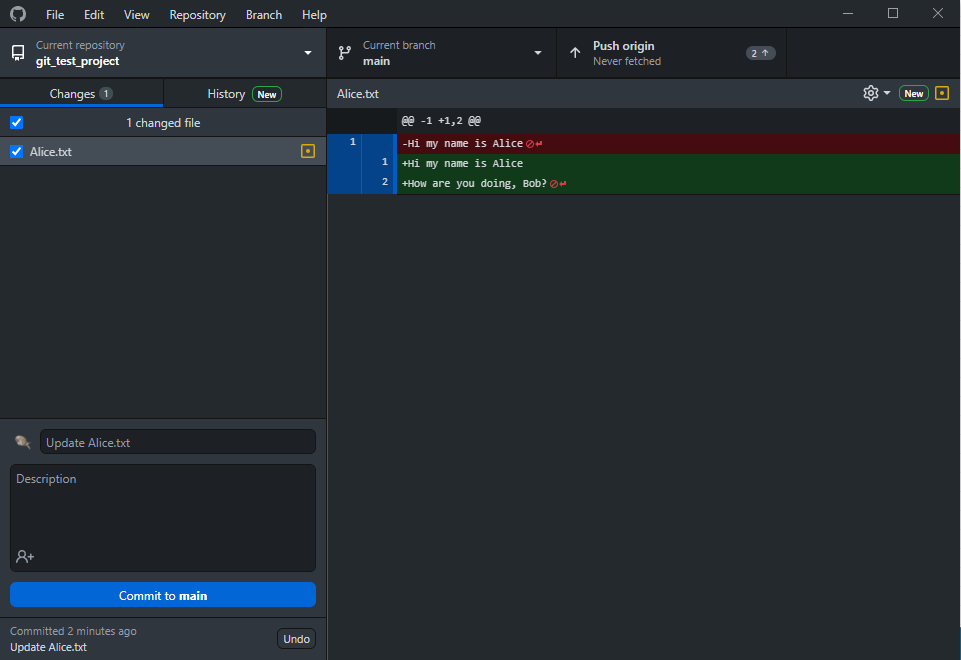 File Edit View Repository Branch Help
Current repository
git_test_project
Current branch
main
Push origin
Never fetched
2
Changes 1
History New
Alice.txt
New
1 changed file
Alice.txt
@@ -1 +1,2 @@
1 -Hi my name is Alice
1 +Hi my name is Alice
2 +How are you doing, Bob?
Update Alice.txt
Description
Commit to main
Committed 2 minutes ago
Update Alice.txt
Undo